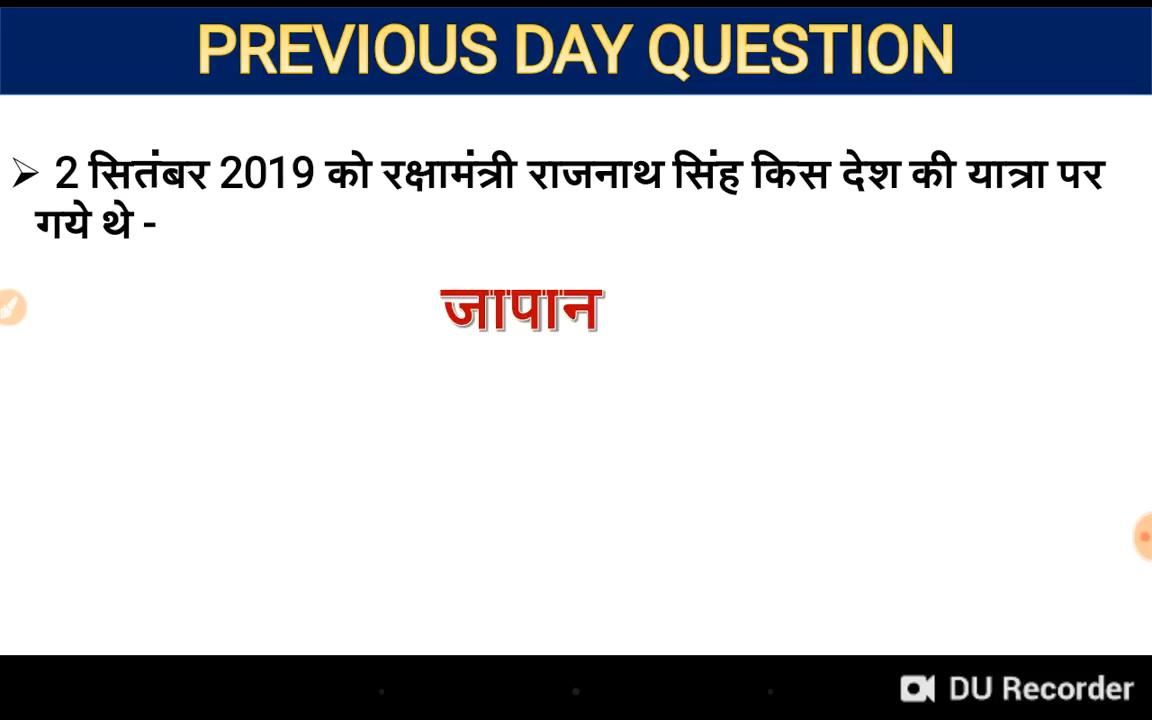 PREVIOUS DAY QUESTION
➢ 2 सितंबर 2019 को रक्षामंत्री राजनाथ सिंह किस देश की यात्रा पर
गये थे -
जापान
DU Recorder